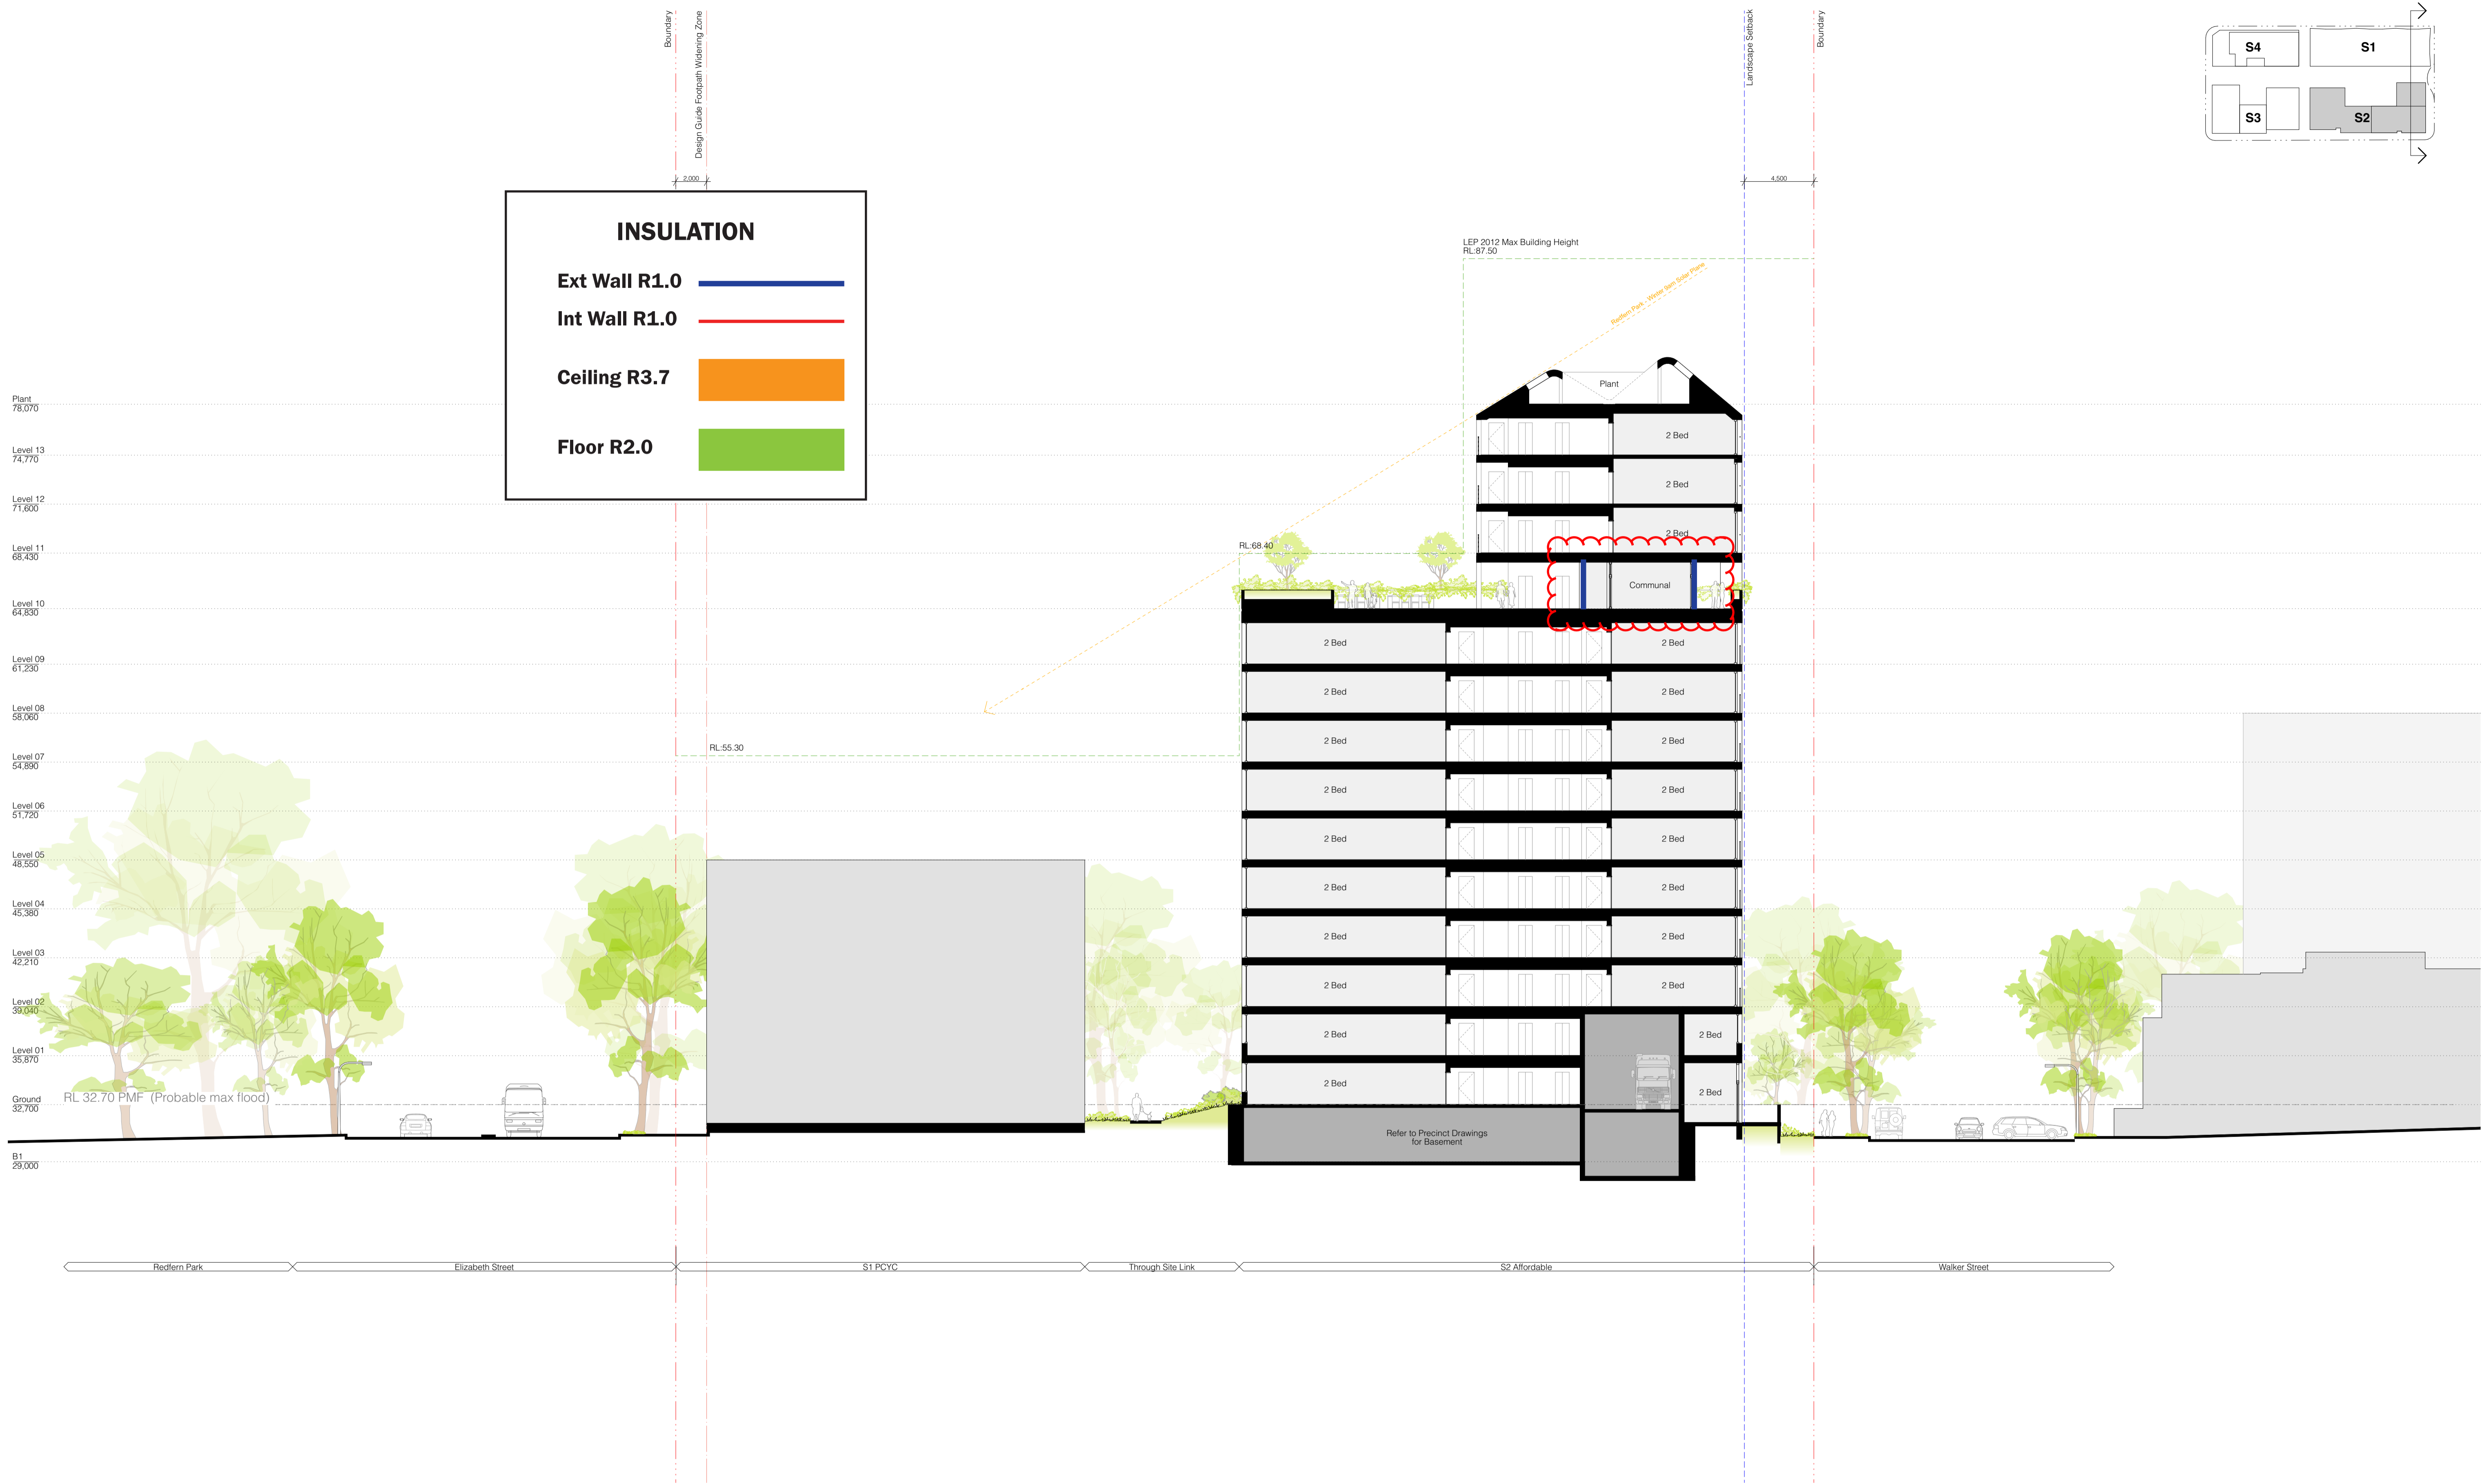 Boundary
Design Guide Footpath Widening Zone
Landscape Setback
Boundary
S4
S1
S3
S2
2,000
4,500
INSULATION
Ext Wall R1.0
Int Wall R1.0
Ceiling R3.7
Floor R2.0
LEP 2012 Max Building Height
RL:87.50
Redfern Park - Winter 9am Solar Plane
Plant
Plant
78,070
2 Bed
Level 13
74,770
2 Bed
Level 12
71,600
2 Bed
RL:68.40
Level 11
68,430
Communal
Level 10
64,830
2 Bed
2 Bed
Level 09
61,230
2 Bed
2 Bed
Level 08
58,060
2 Bed
2 Bed
RL:55.30
Level 07
54,890
2 Bed
2 Bed
Level 06
51,720
2 Bed
2 Bed
Level 05
48,550
2 Bed
2 Bed
Level 04
45,380
2 Bed
2 Bed
Level 03
42,210
2 Bed
2 Bed
Level 02
39,040
2 Bed
2 Bed
Level 01
35,870
2 Bed
2 Bed
RL 32.70 PMF (Probable max flood)
Ground
32,700
Refer to Precinct Drawings
for Basement
B1
29,000
Redfern Park
Elizabeth Street
S1 PCYC
Through Site Link
S2 Affordable
Walker Street